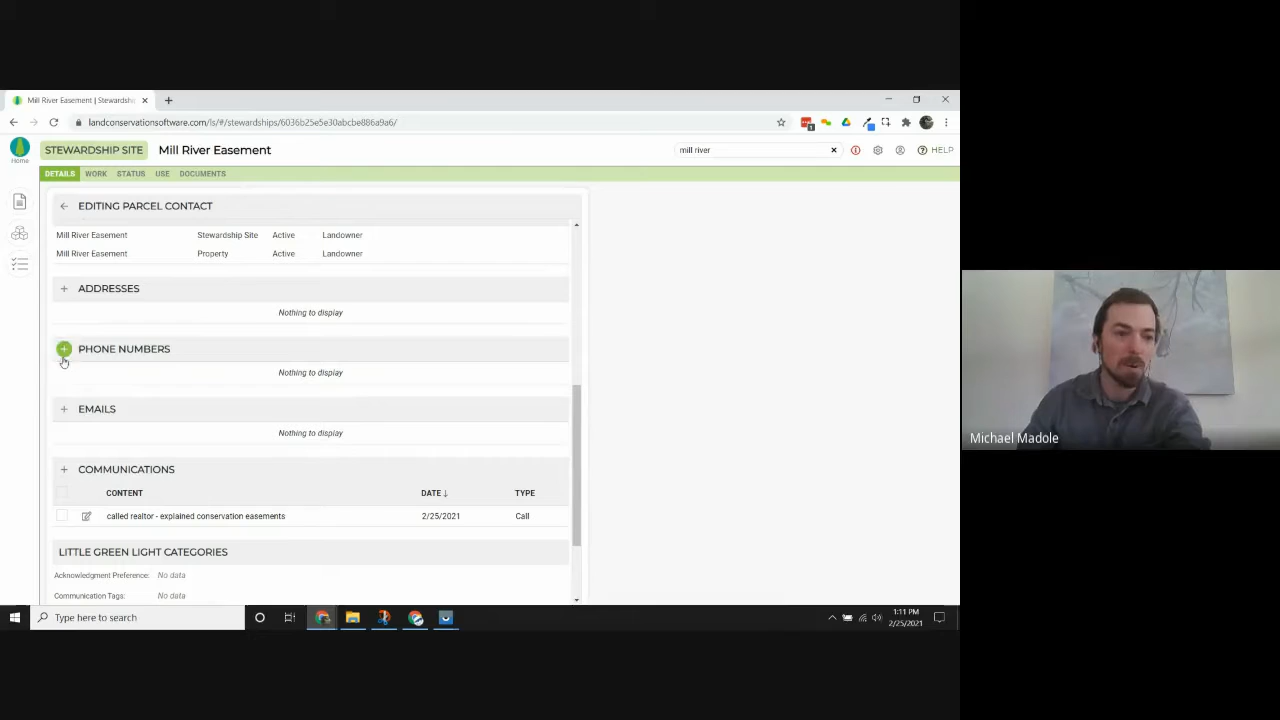 Mill River Easement | Stewardshi
landconservationsoftware.com/ls/#/stewardships/6036b25e5e30abcbe886a9a6/
Home
STEWARDSHIP SITE Mill River Easement
mill river
HELP
DETAILS WORK STATUS USE DOCUMENTS
EDITING PARCEL CONTACT
Mill River Easement Stewardship Site Active Landowner
Mill River Easement Property Active Landowner
ADDRESSES
Nothing to display
PHONE NUMBERS
Nothing to display
EMAILS
Nothing to display
COMMUNICATIONS
CONTENT DATE TYPE
called realtor - explained conservation easements 2/25/2021 Call
LITTLE GREEN LIGHT CATEGORIES
Acknowledgment Preference: No data
Communication Tags: No data
Type here to search
1:11 PM
2/25/2021
Michael Madole